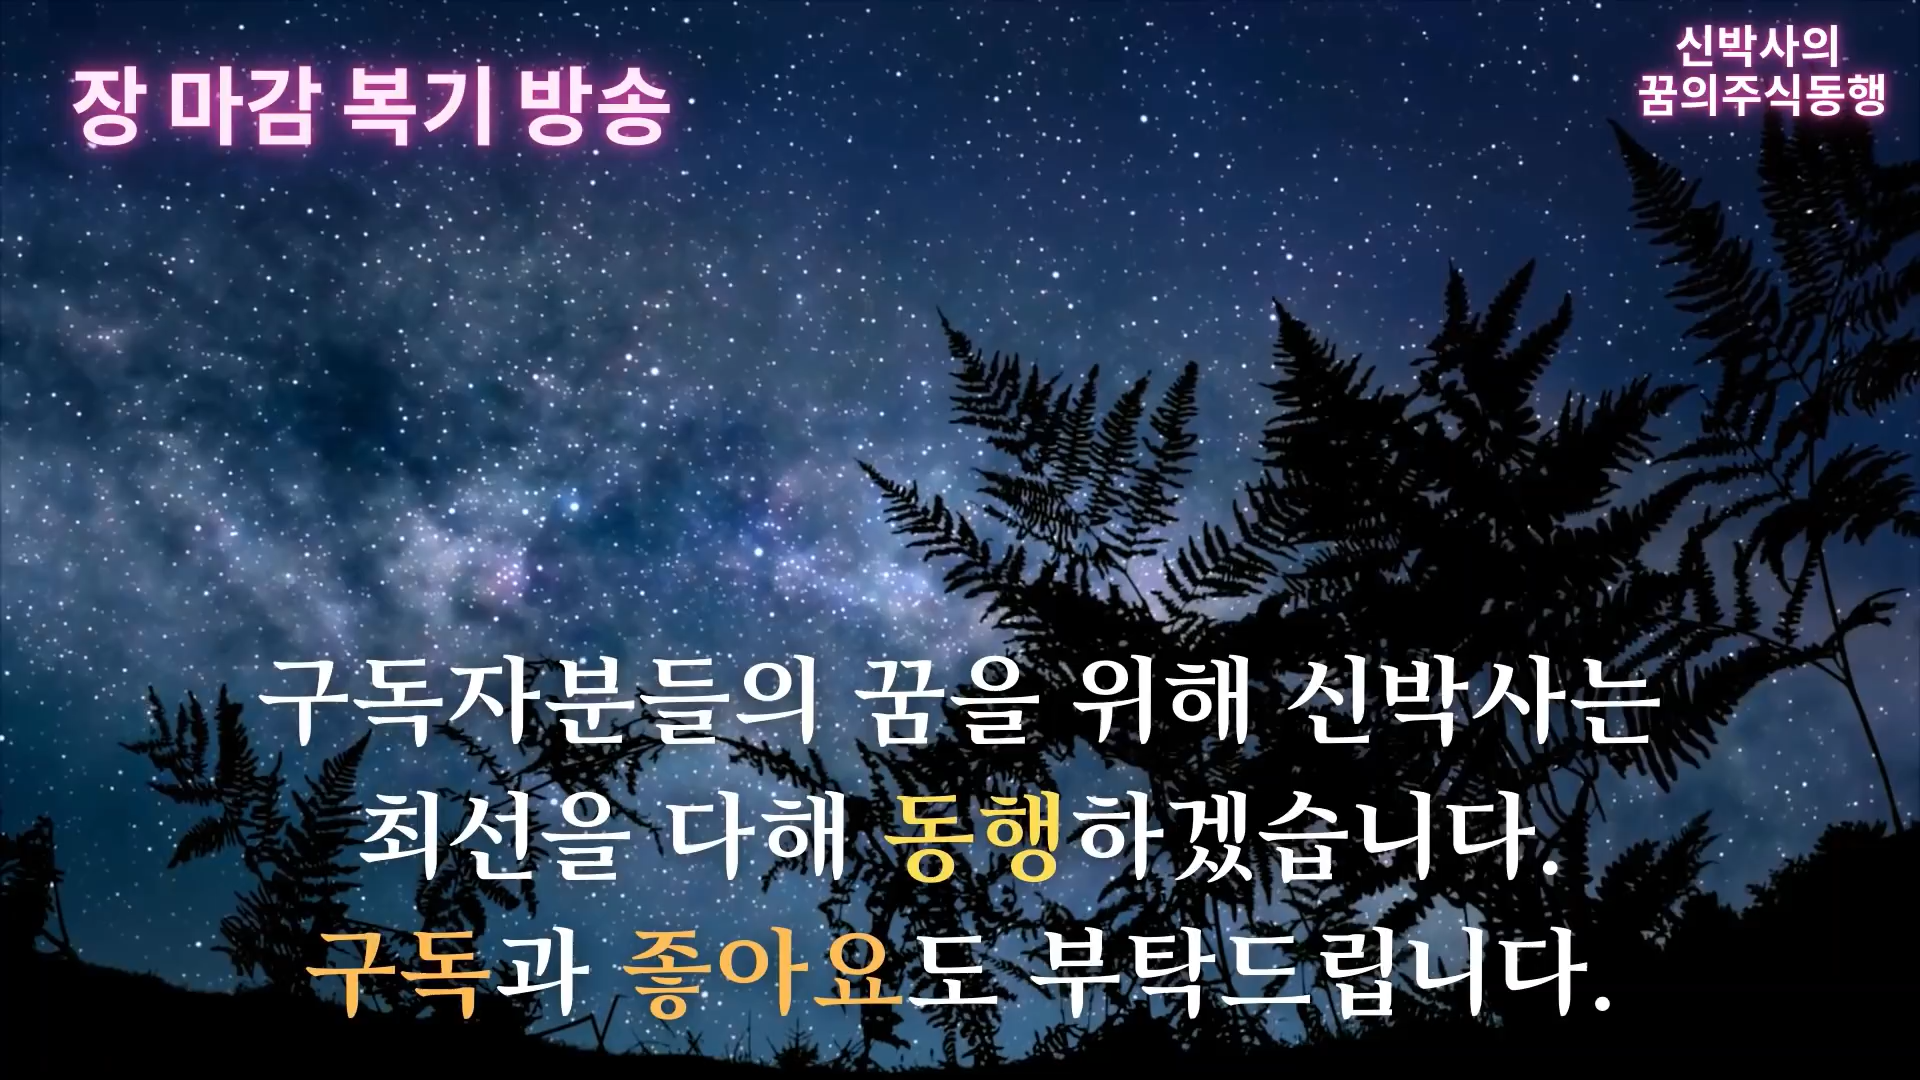 장 마감 복기 방송
신박사의
꿈의주식동행
구독자분들의 꿈을 위해 신박사는
최선을 다해 동행하겠습니다.
구독과 좋아요도 부탁드립니다.